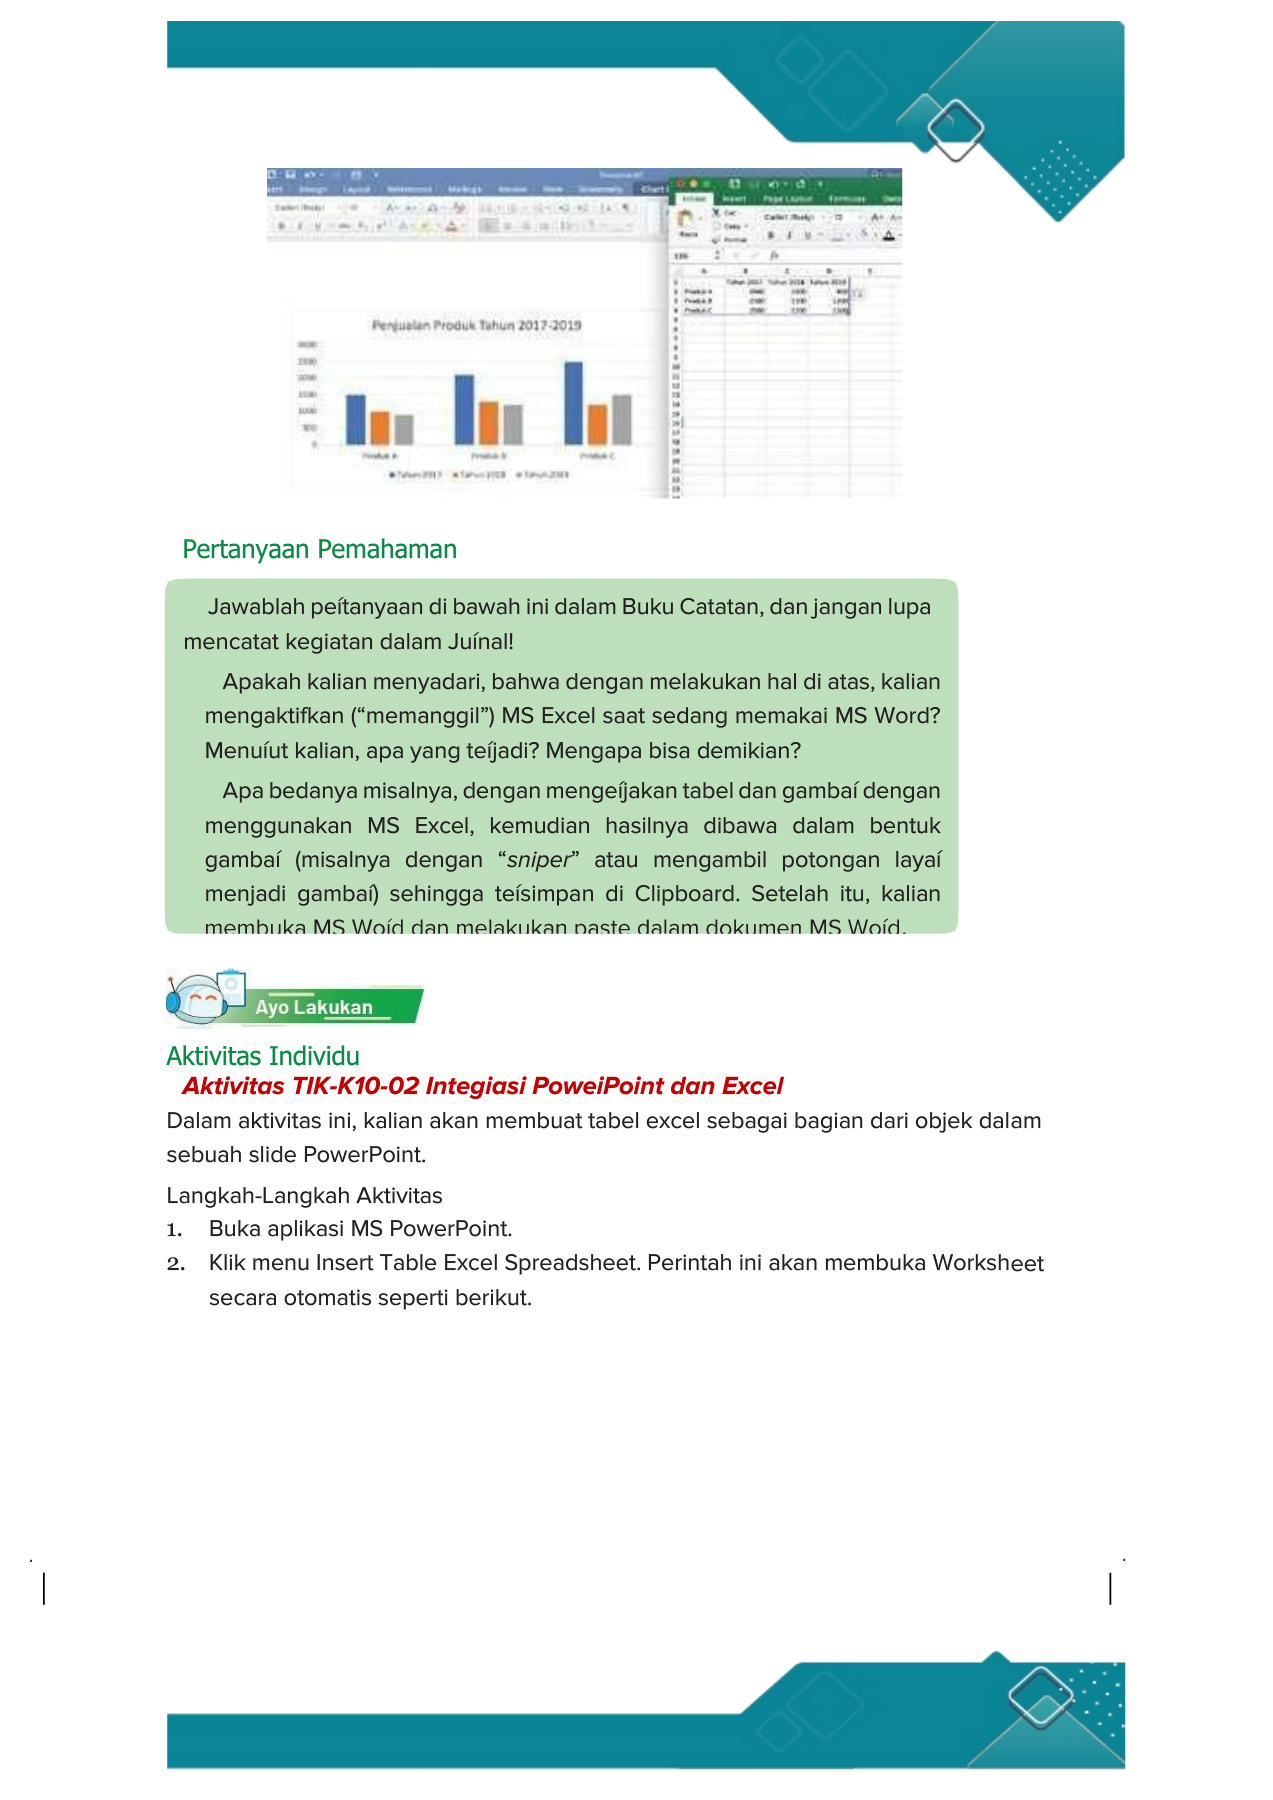 Penjualan Produk Tahun 2017-2019
Produk A
Produk B
Produk C
Tahun 2017
Tahun 2018
Tahun 2019
Pertanyaan Pemahaman
Jawablah peítanyaan di bawah ini dalam Buku Catatan, dan jangan lupa
mencatat kegiatan dalam Juínal!
Apakah kalian menyadari, bahwa dengan melakukan hal di atas, kalian
mengaktifkan (“memanggil”) MS Excel saat sedang memakai MS Word?
Menuíut kalian, apa yang teíjadi? Mengapa bisa demikian?
Apa bedanya misalnya, dengan mengeíjakan tabel dan gambaí dengan
menggunakan MS Excel, kemudian hasilnya dibawa dalam bentuk
gambaí (misalnya dengan “sniper” atau mengambil potongan layaí
menjadi gambaí) sehingga teísimpan di Clipboard. Setelah itu, kalian
membuka MS Woíd dan melakukan paste dalam dokumen MS Woíd.
Ayo Lakukan
Aktivitas Individu
Aktivitas TIK-K10-02 Integiasi PoweiPoint dan Excel
Dalam aktivitas ini, kalian akan membuat tabel excel sebagai bagian dari objek dalam
sebuah slide PowerPoint.
Langkah-Langkah Aktivitas
1. Buka aplikasi MS PowerPoint.
2. Klik menu Insert Table Excel Spreadsheet. Perintah ini akan membuka Worksheet
secara otomatis seperti berikut.